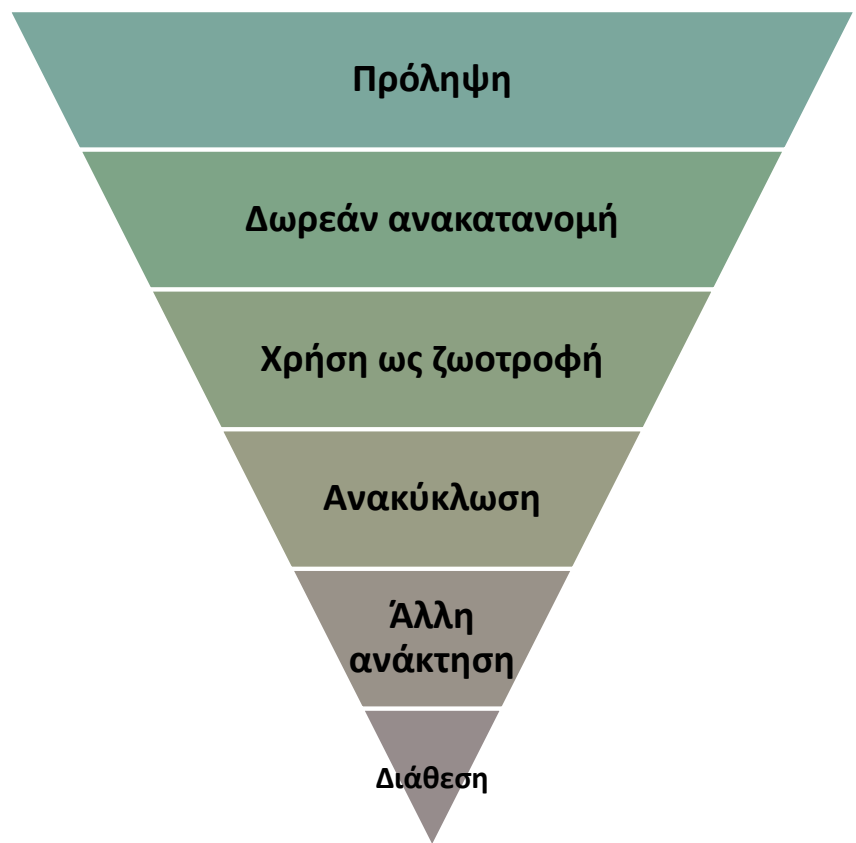 Πρόληψη
Δωρεάν ανακατανομή
Χρήση ως ζωοτροφή
Ανακύκλωση
Άλλη
ανάκτηση
Διάθεση